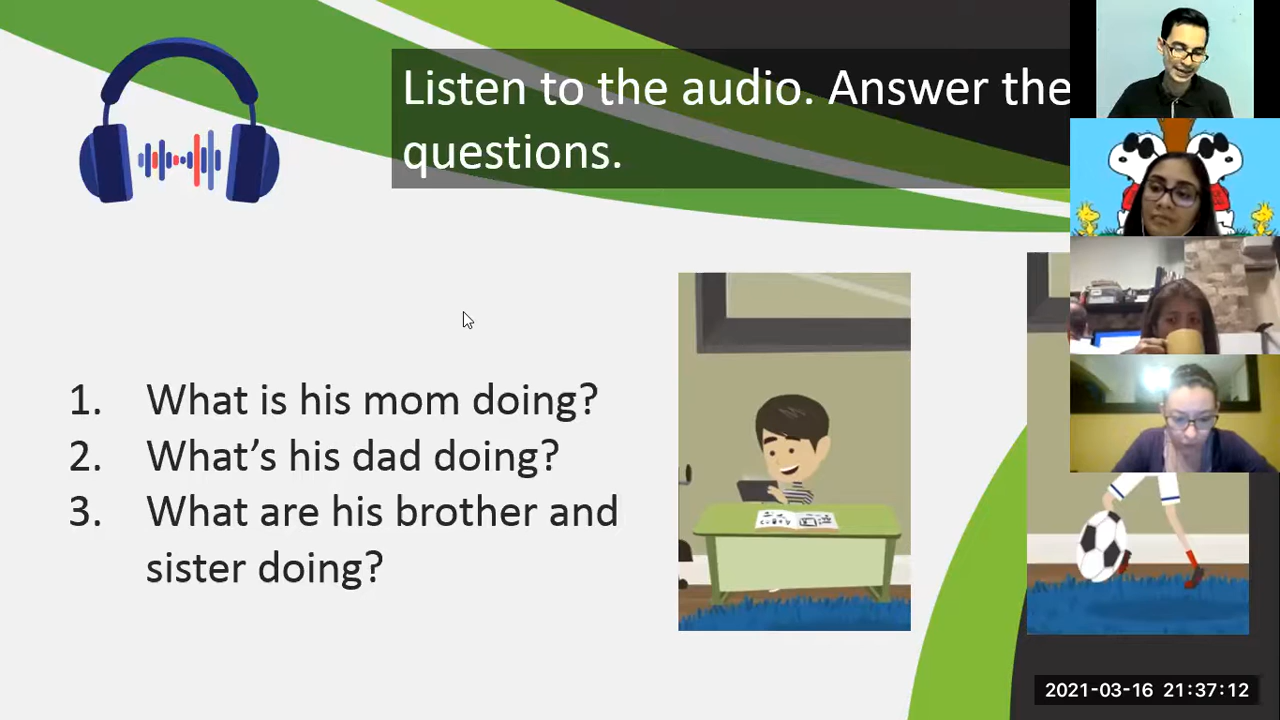 Listen to the audio. Answer the
questions.
1. What is his mom doing?
2. What's his dad doing?
3. What are his brother and
sister doing?
2021-03-16 21:37:12